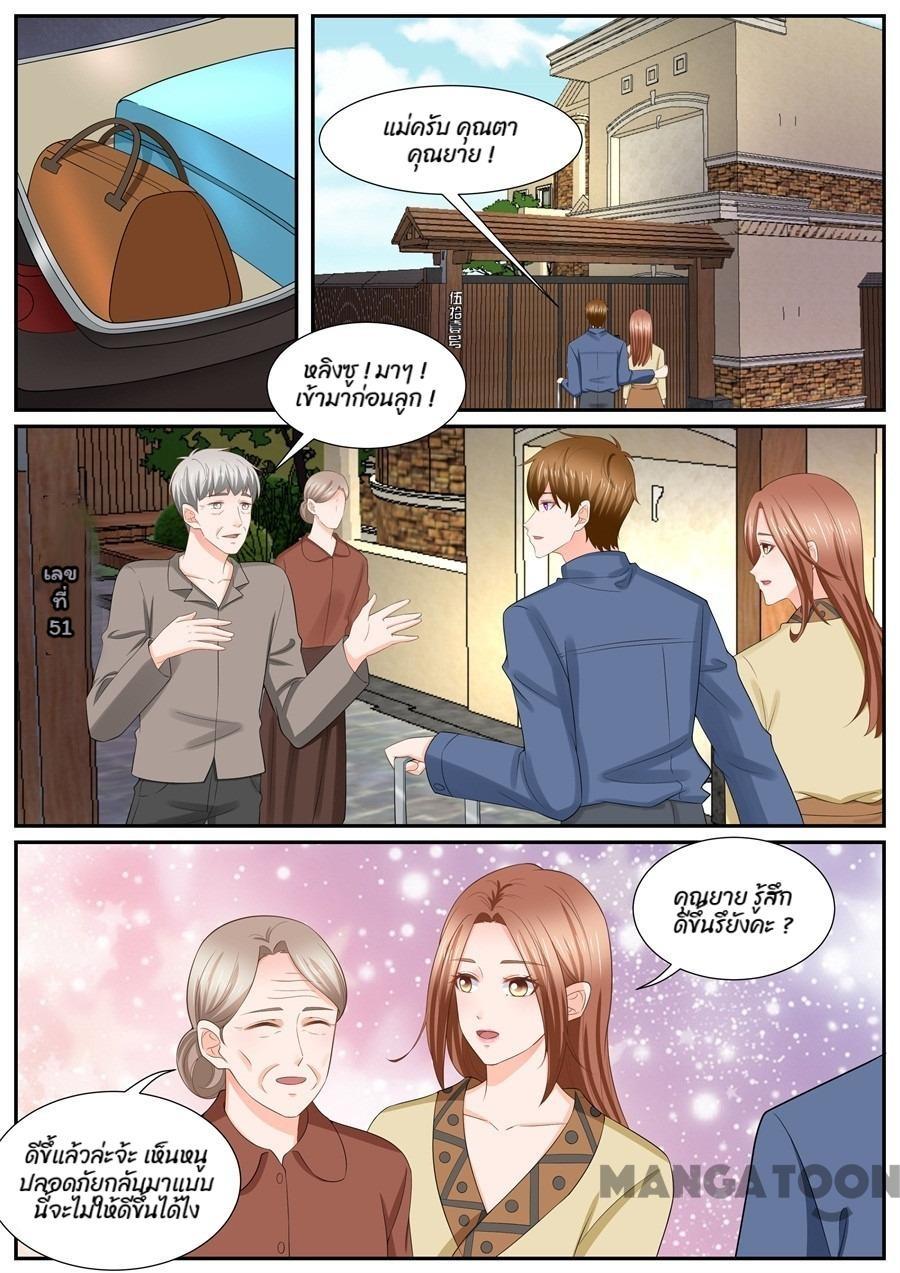 แม่ครับ คุณตา
คุณยาย !
伍拾壹号
หลิงซู ! มาๆ !
เข้ามาก่อนลูก !
เลข
ที่
51
คุณยาย รู้สึก
ดีขึ้นรึยังคะ ?
ดีขึ้แล้วล่ะจ้ะ เห็นหนู
ปลอดภัยกลับมาแบบ
นี้จะไม่ให้ดีขึ้นได้ไง
MANGATOON